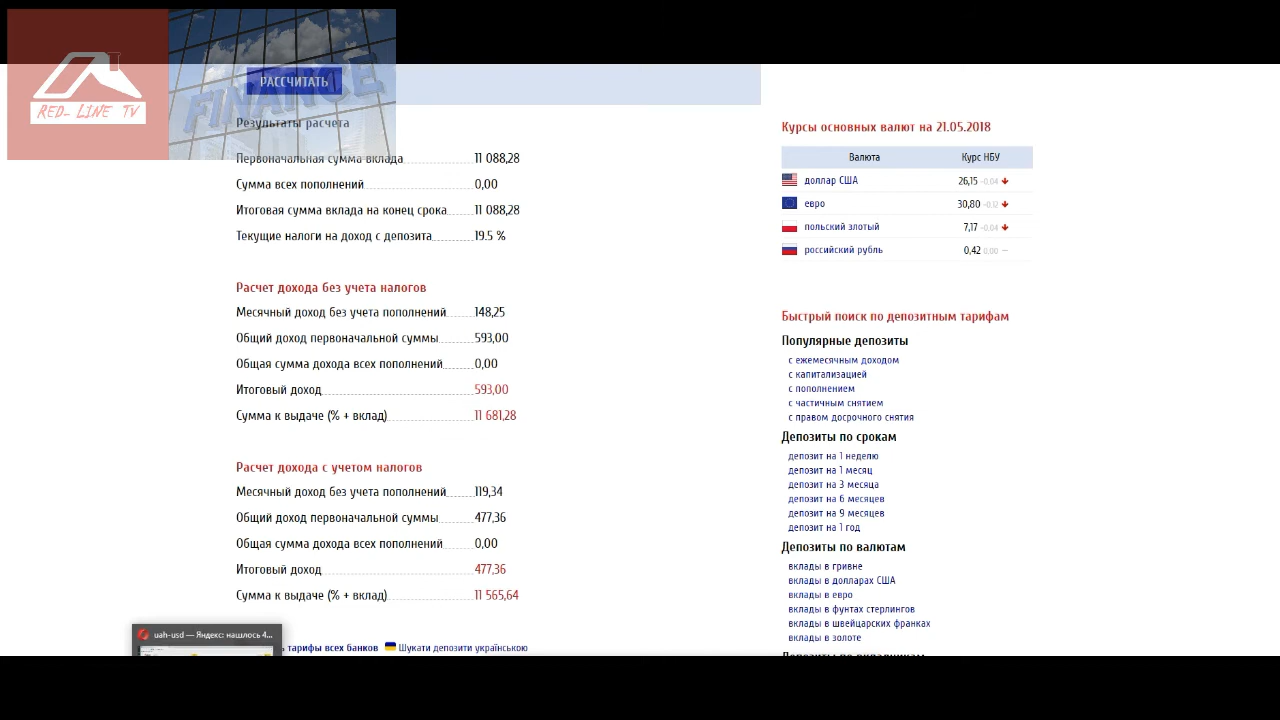 RED-LINE TV
FINANCE
РАССЧИТАТЬ
Результаты расчета
Первоначальная сумма вклада 11 088,28
Сумма всех пополнений 0,00
Итоговая сумма вклада на конец срока 11 088,28
Текущие налоги на доход с депозита 19.5 %
Расчет дохода без учета налогов
Месячный доход без учета пополнений 148,25
Общий доход первоначальной суммы 593,00
Общая сумма дохода всех пополнений 0,00
Итоговый доход 593,00
Сумма к выдаче (% + вклад) 11 681,28
Расчет дохода с учетом налогов
Месячный доход без учета пополнений 119,34
Общий доход первоначальной суммы 477,36
Общая сумма дохода всех пополнений 0,00
Итоговый доход 477,36
Сумма к выдаче (% + вклад) 11 565,64
uah-usd — Яндекс: нашлось 4...
тарифы всех банков Шукати депозити українською
Курсы основных валют на 21.05.2018
Валюта Курс НБУ
доллар США 26,15 -0,04
евро 30,80 -0,12
польский злотый 7,17 -0,04
российский рубль 0,42 0,00 —
Быстрый поиск по депозитным тарифам
Популярные депозиты
с ежемесячным доходом
с капитализацией
с пополнением
с частичным снятием
с правом досрочного снятия
Депозиты по срокам
депозит на 1 неделю
депозит на 1 месяц
депозит на 3 месяца
депозит на 6 месяцев
депозит на 9 месяцев
депозит на 1 год
Депозиты по валютам
вклады в гривне
вклады в долларах США
вклады в евро
вклады в фунтах стерлингов
вклады в швейцарских франках
вклады в золоте